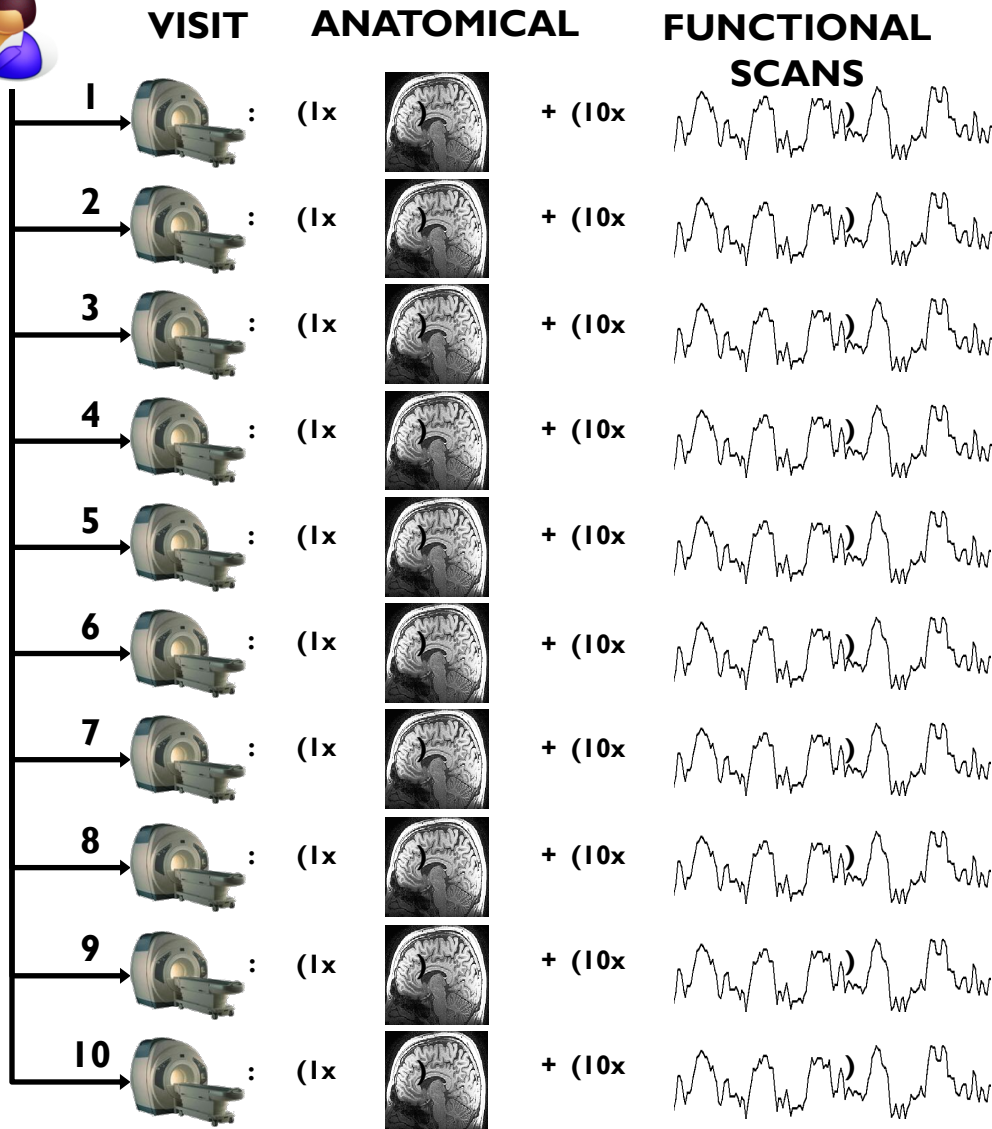 VISIT ANATOMICAL FUNCTIONAL
SCANS
1 : (1x ) + (10x )
2 : (1x ) + (10x )
3 : (1x ) + (10x )
4 : (1x ) + (10x )
5 : (1x ) + (10x )
6 : (1x ) + (10x )
7 : (1x ) + (10x )
8 : (1x ) + (10x )
9 : (1x ) + (10x )
10 : (1x ) + (10x )